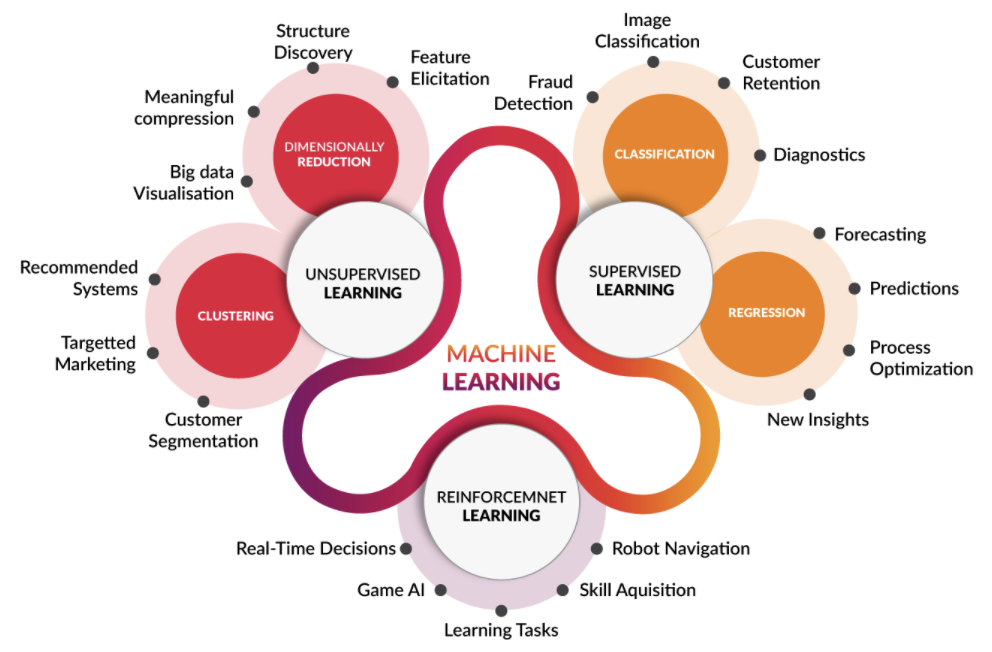 Structure
Discovery
Feature
Elicitation
Meaningful
compression
Big data
Visualisation
DIMENSIONALLY
REDUCTION
Image
Classification
Customer
Retention
Fraud
Detection
Diagnostics
CLASSIFICATION
UNSUPERVISED
LEARNING
SUPERVISED
LEARNING
Recommended
Systems
Targetted
Marketing
Customer
Segmentation
CLUSTERING
Forecasting
Predictions
Process
Optimization
New Insights
REGRESSION
MACHINE
LEARNING
REINFORCEMNET
LEARNING
Real-Time Decisions
Game AI
Learning Tasks
Skill Aquisition
Robot Navigation